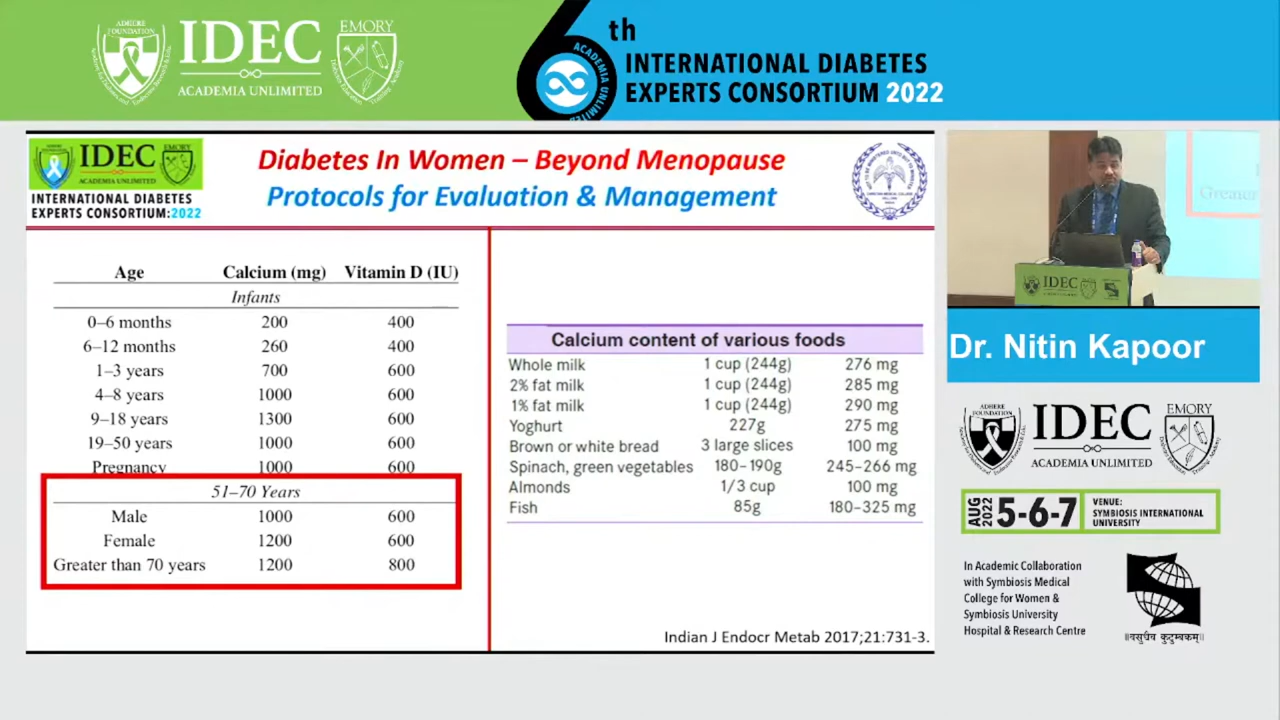 ADHERE
FOUNDATION
IDEC
ACADEMIA UNLIMITED
EMORY
6th
ACADEMIA UNLIMITED
INTERNATIONAL DIABETES
EXPERTS CONSORTIUM 2022
IDEC
ACADEMIA UNLIMITED
EMORY
INTERNATIONAL DIABETES
EXPERTS CONSORTIUM:2022
Diabetes In Women – Beyond Menopause
Protocols for Evaluation & Management
Age Calcium (mg) Vitamin D (IU)
Infants
0–6 months 200 400
6–12 months 260 400
1–3 years 700 600
4–8 years 1000 600
9–18 years 1300 600
19–50 years 1000 600
Pregnancy 1000 600
51–70 Years
Male 1000 600
Female 1200 600
Greater than 70 years 1200 800
Calcium content of various foods
Whole milk 1 cup (244g) 276 mg
2% fat milk 1 cup (244g) 285 mg
1% fat milk 1 cup (244g) 290 mg
Yoghurt 227g 275 mg
Brown or white bread 3 large slices 100 mg
Spinach, green vegetables 180–190g 245–266 mg
Almonds 1/3 cup 100 mg
Fish 85g 180–325 mg
Indian J Endocr Metab 2017;21:731-3.
Greater
IDEC
Dr. Nitin Kapoor
ADHERE
FOUNDATION
IDEC
ACADEMIA UNLIMITED
EMORY
AUG 2022
5-6-7
VENUE:
SYMBIOSIS INTERNATIONAL
UNIVERSITY
In Academic Collaboration
with Symbiosis Medical
College for Women &
Symbiosis University
Hospital & Research Centre
॥वसुधैव कुटुम्बकम्॥